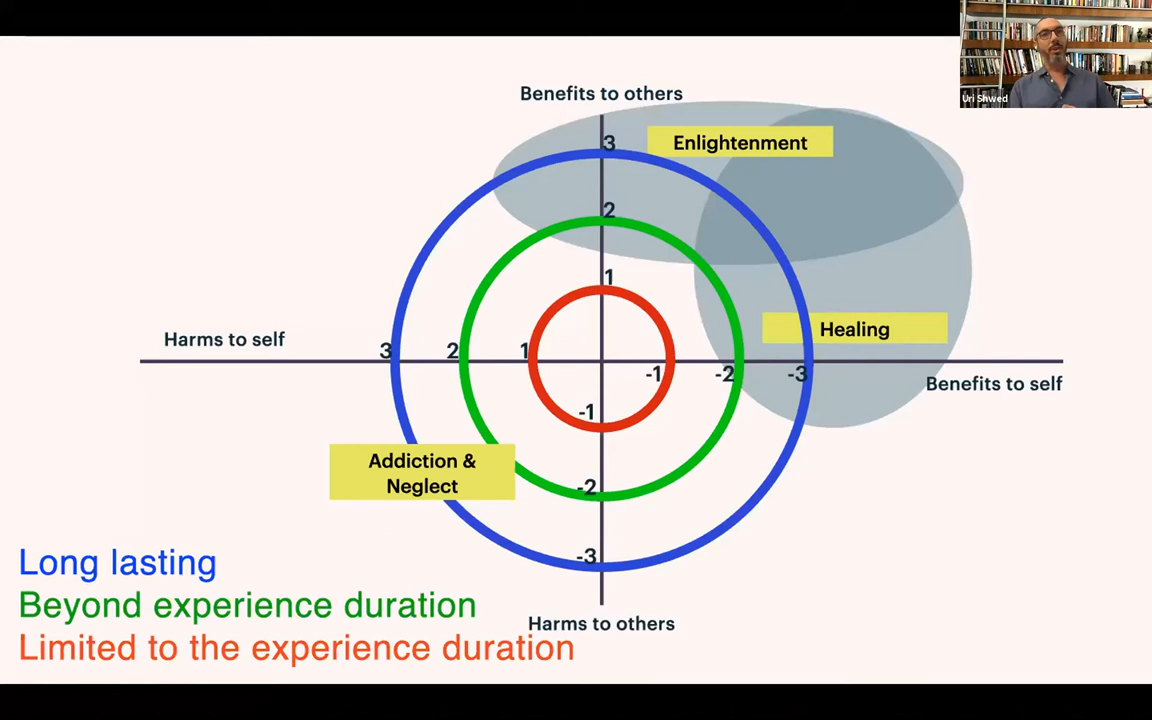 Uri Shwed
Benefits to others
3
Enlightenment
2
1
Healing
Harms to self
3
2
1
-1
-2
-3
Benefits to self
-1
Addiction &
Neglect
-2
-3
Long lasting
Beyond experience duration
Harms to others
Limited to the experience duration